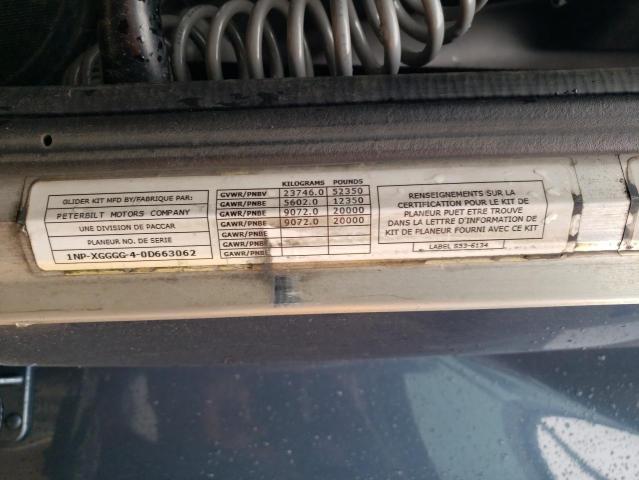 GLIDER KIT MFD BY/FABRIQUE PAR:
PETERBILT MOTORS COMPANY
UNE DIVISION DE PACCAR
PLANEUR NO. DE SERIE
1NP-XGGGG-4-0D663062
KILOGRAMS POUNDS
GVWR/PNBV 23746.0 52350
GAWR/PNBE 5602.0 12350
GAWR/PNBE 9072.0 20000
GAWR/PNBE 9072.0 20000
GAWR/PNBE
GAWR/PNBE
RENSEIGNEMENTS SUR LA
CERTIFICATION POUR LE KIT DE
PLANEUR PUET ETRE TROUVE
DANS LA LETTRE D'INFORMATION DE
KIT DE PLANEUR FOURNI AVEC CE KIT
LABEL S53-6134